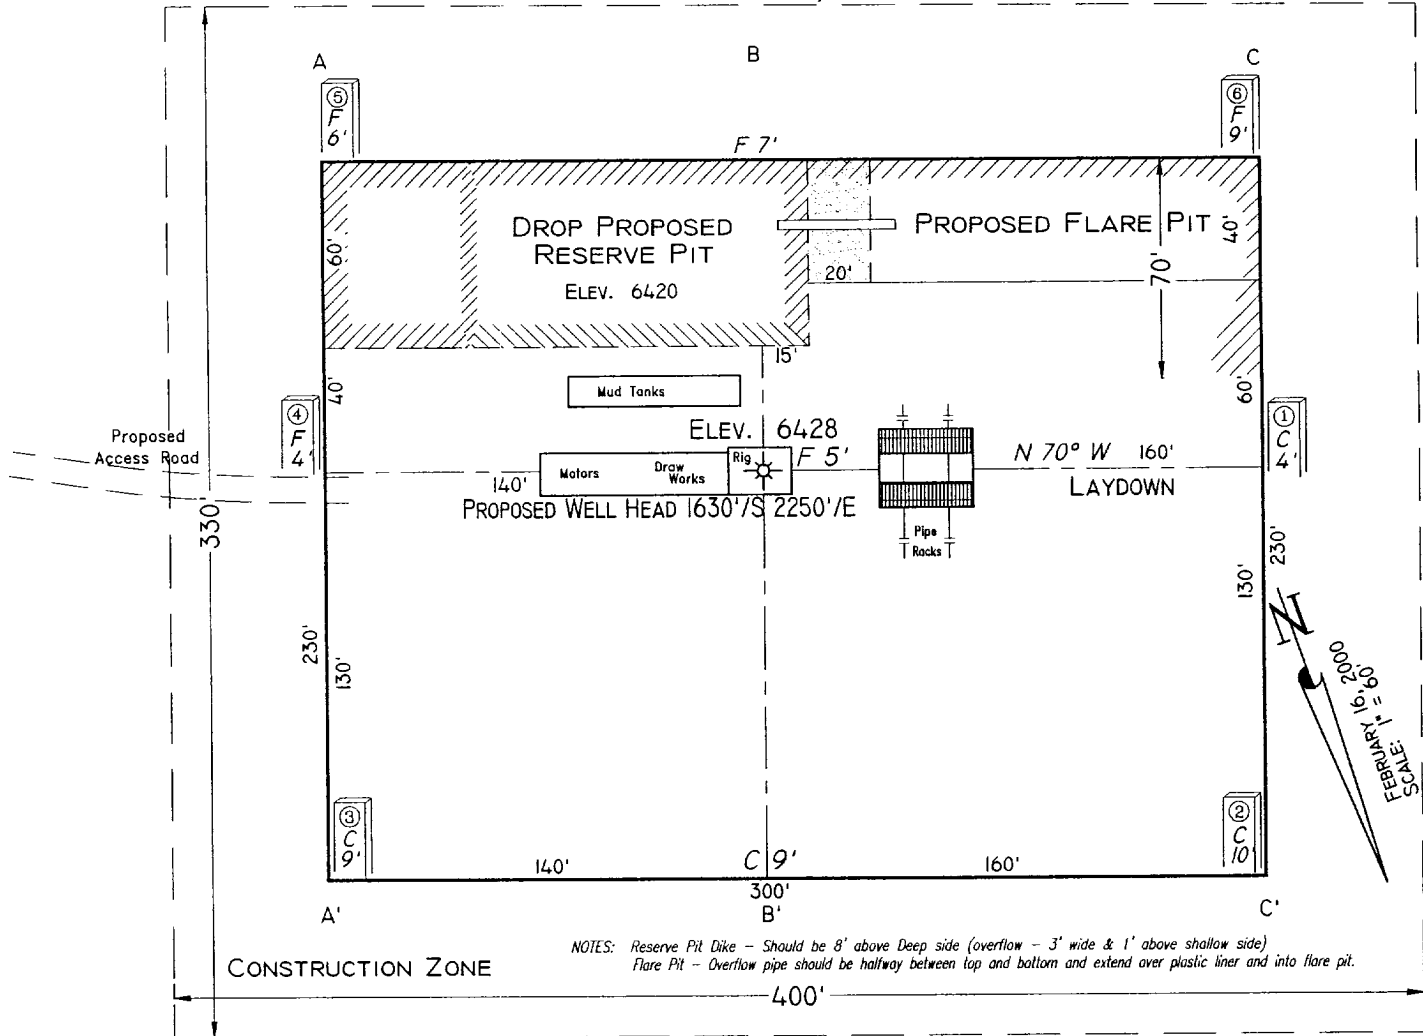 A
B
C
⑤
F
6'
⑥
F
9'
F 7'
DROP PROPOSED
RESERVE PIT
ELEV. 6420
PROPOSED FLARE PIT
60'
40'
70'
20'
15'
40'
60'
Mud Tanks
④
F
4'
①
C
4'
Proposed
Access Road
ELEV. 6428
Rig
F 5'
N 70° W 160'
LAYDOWN
140'
Motors
Draw
Works
PROPOSED WELL HEAD 1630'/S 2250'/E
Pipe
Racks
330'
230'
130'
130'
230'
N
FEBRUARY 16, 2000
SCALE: 1" = 60'
③
C
9'
②
C
10'
140'
C 9'
160'
300'
A'
B'
C'
NOTES: Reserve Pit Dike – Should be 8' above Deep side (overflow – 3' wide & 1' above shallow side)
Flare Pit – Overflow pipe should be halfway between top and bottom and extend over plastic liner and into flare pit.
CONSTRUCTION ZONE
400'